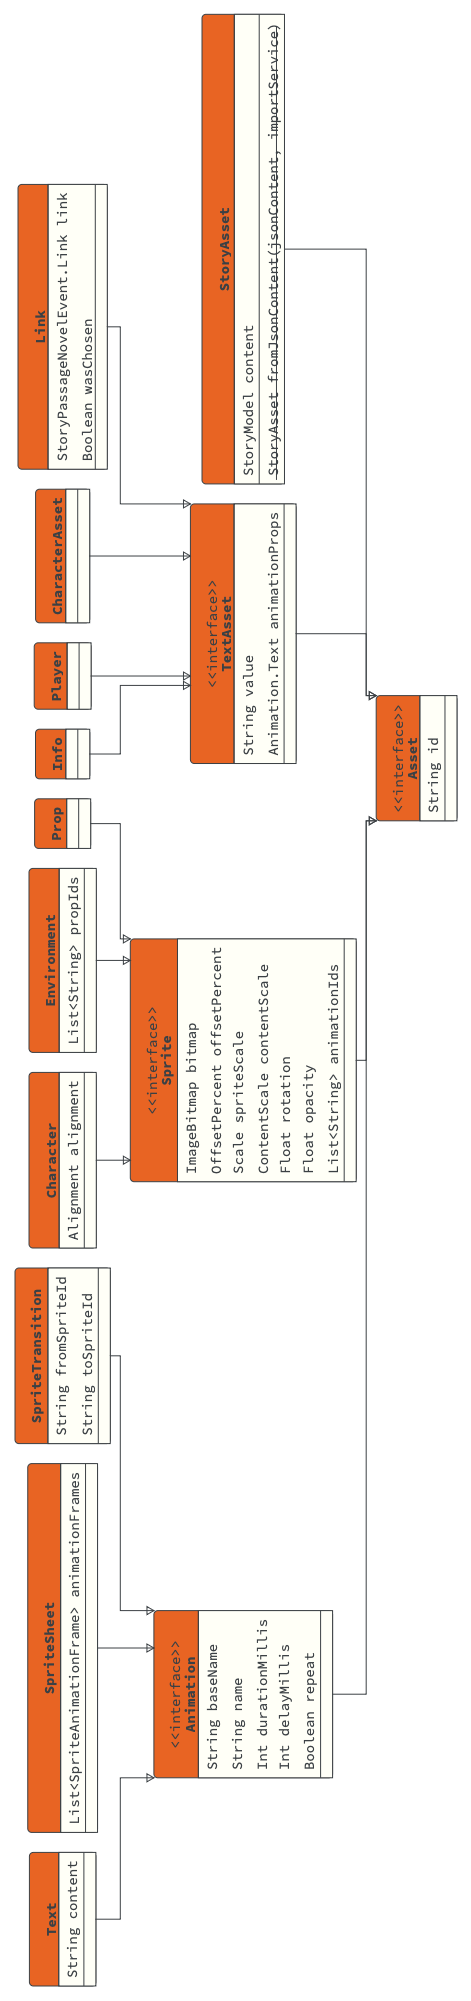 Link
StoryPassageNovelEvent.Link link
Boolean wasChosen
CharacterAsset
Player
Info
Prop
Environment
List<String> propIds
Character
Alignment alignment
SpriteTransition
String fromSpriteId
String toSpriteId
SpriteSheet
List<SpriteAnimationFrame> animationFrames
Text
String content
StoryAsset
StoryModel content
StoryAsset fromJsonContent(jsonContent, importService)
<<interface>>
TextAsset
String value
Animation.Text animationProps
<<interface>>
Sprite
ImageBitmap bitmap
OffsetPercent offsetPercent
Scale spriteScale
ContentScale contentScale
Float rotation
Float opacity
List<String> animationIds
<<interface>>
Animation
String baseName
String name
Int durationMillis
Int delayMillis
Boolean repeat
<<interface>>
Asset
String id